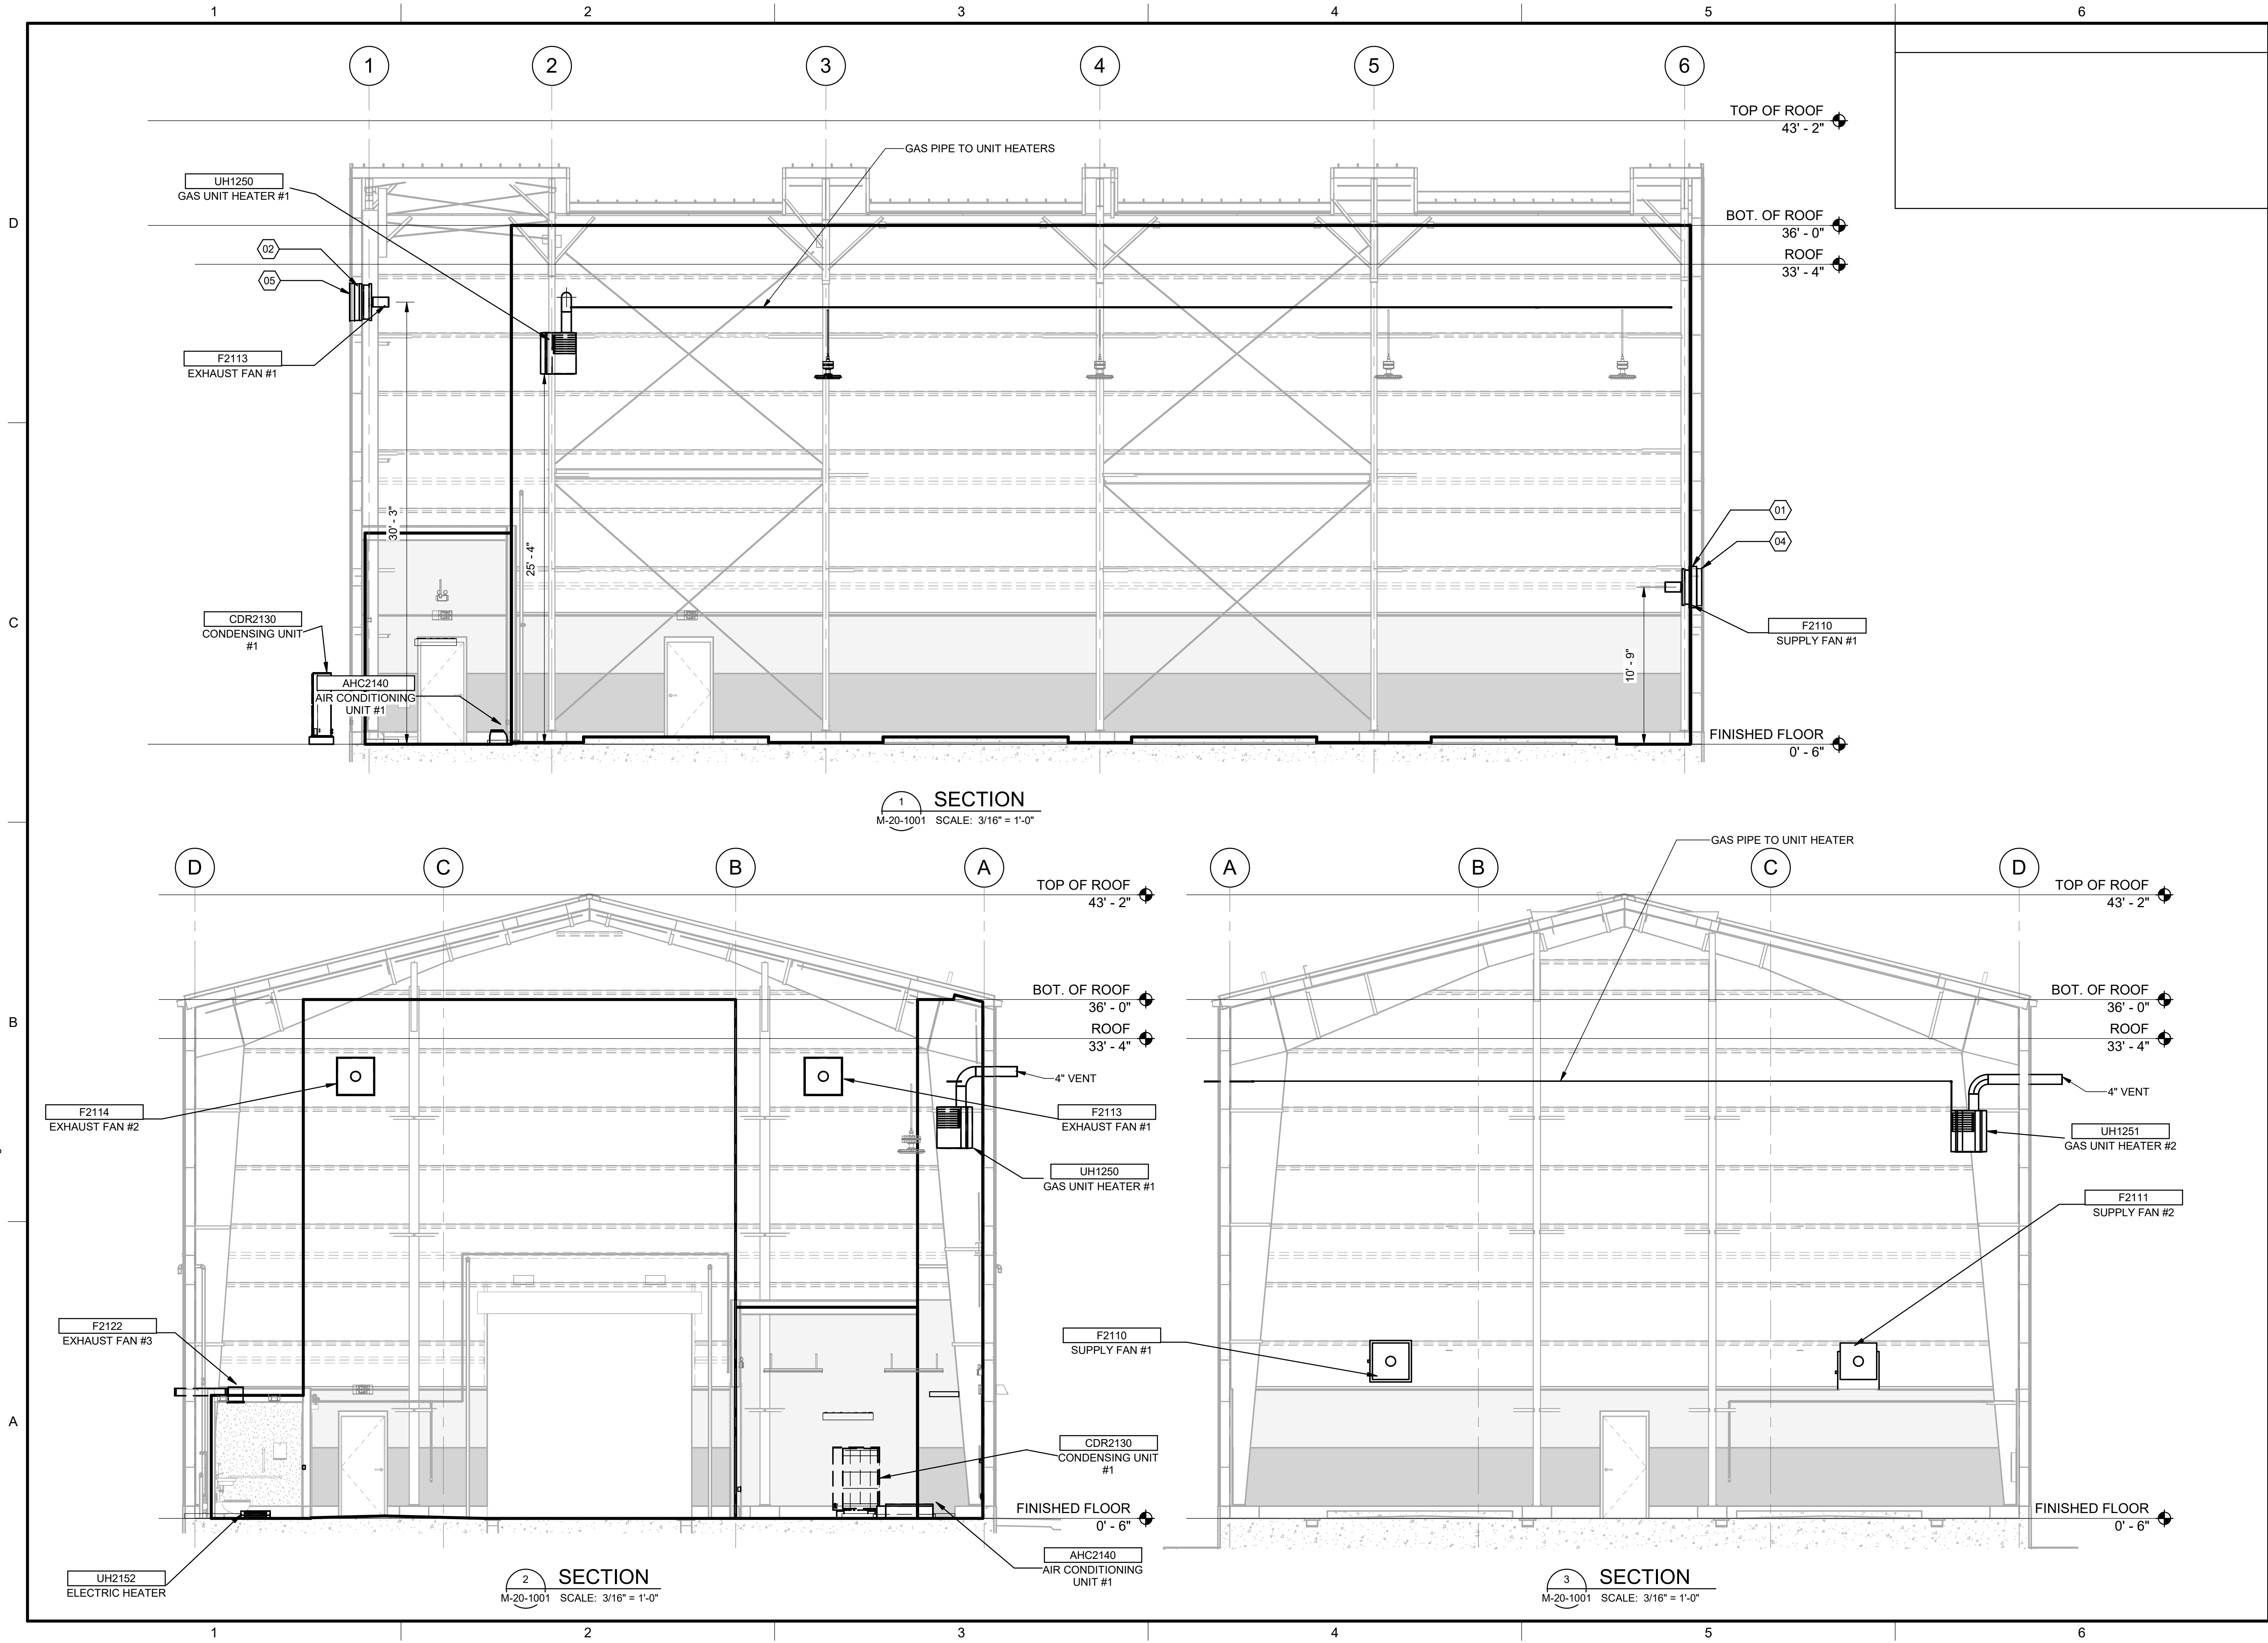 1 2 3 4 5 6
1 2 3 4 5 6
TOP OF ROOF
43' - 2"
GAS PIPE TO UNIT HEATERS
UH1250
GAS UNIT HEATER #1
D
BOT. OF ROOF
36' - 0"
02
ROOF
33' - 4"
05
F2113
EXHAUST FAN #1
30' - 3"
25' - 4"
01
04
C
CDR2130
CONDENSING UNIT
#1
F2110
SUPPLY FAN #1
10' - 9"
AHC2140
AIR CONDITIONING
UNIT #1
FINISHED FLOOR
0' - 6"
1 SECTION
M-20-1001 SCALE: 3/16" = 1'-0"
D C B A
TOP OF ROOF
43' - 2"
B
BOT. OF ROOF
36' - 0"
ROOF
33' - 4"
4" VENT
F2114
EXHAUST FAN #2
F2113
EXHAUST FAN #1
UH1250
GAS UNIT HEATER #1
F2122
EXHAUST FAN #3
A
CDR2130
CONDENSING UNIT
#1
FINISHED FLOOR
0' - 6"
AHC2140
AIR CONDITIONING
UNIT #1
UH2152
ELECTRIC HEATER
2 SECTION
M-20-1001 SCALE: 3/16" = 1'-0"
GAS PIPE TO UNIT HEATER
A B C D
TOP OF ROOF
43' - 2"
BOT. OF ROOF
36' - 0"
ROOF
33' - 4"
4" VENT
UH1251
GAS UNIT HEATER #2
F2111
SUPPLY FAN #2
F2110
SUPPLY FAN #1
FINISHED FLOOR
0' - 6"
3 SECTION
M-20-1001 SCALE: 3/16" = 1'-0"
1 2 3 4 5 6